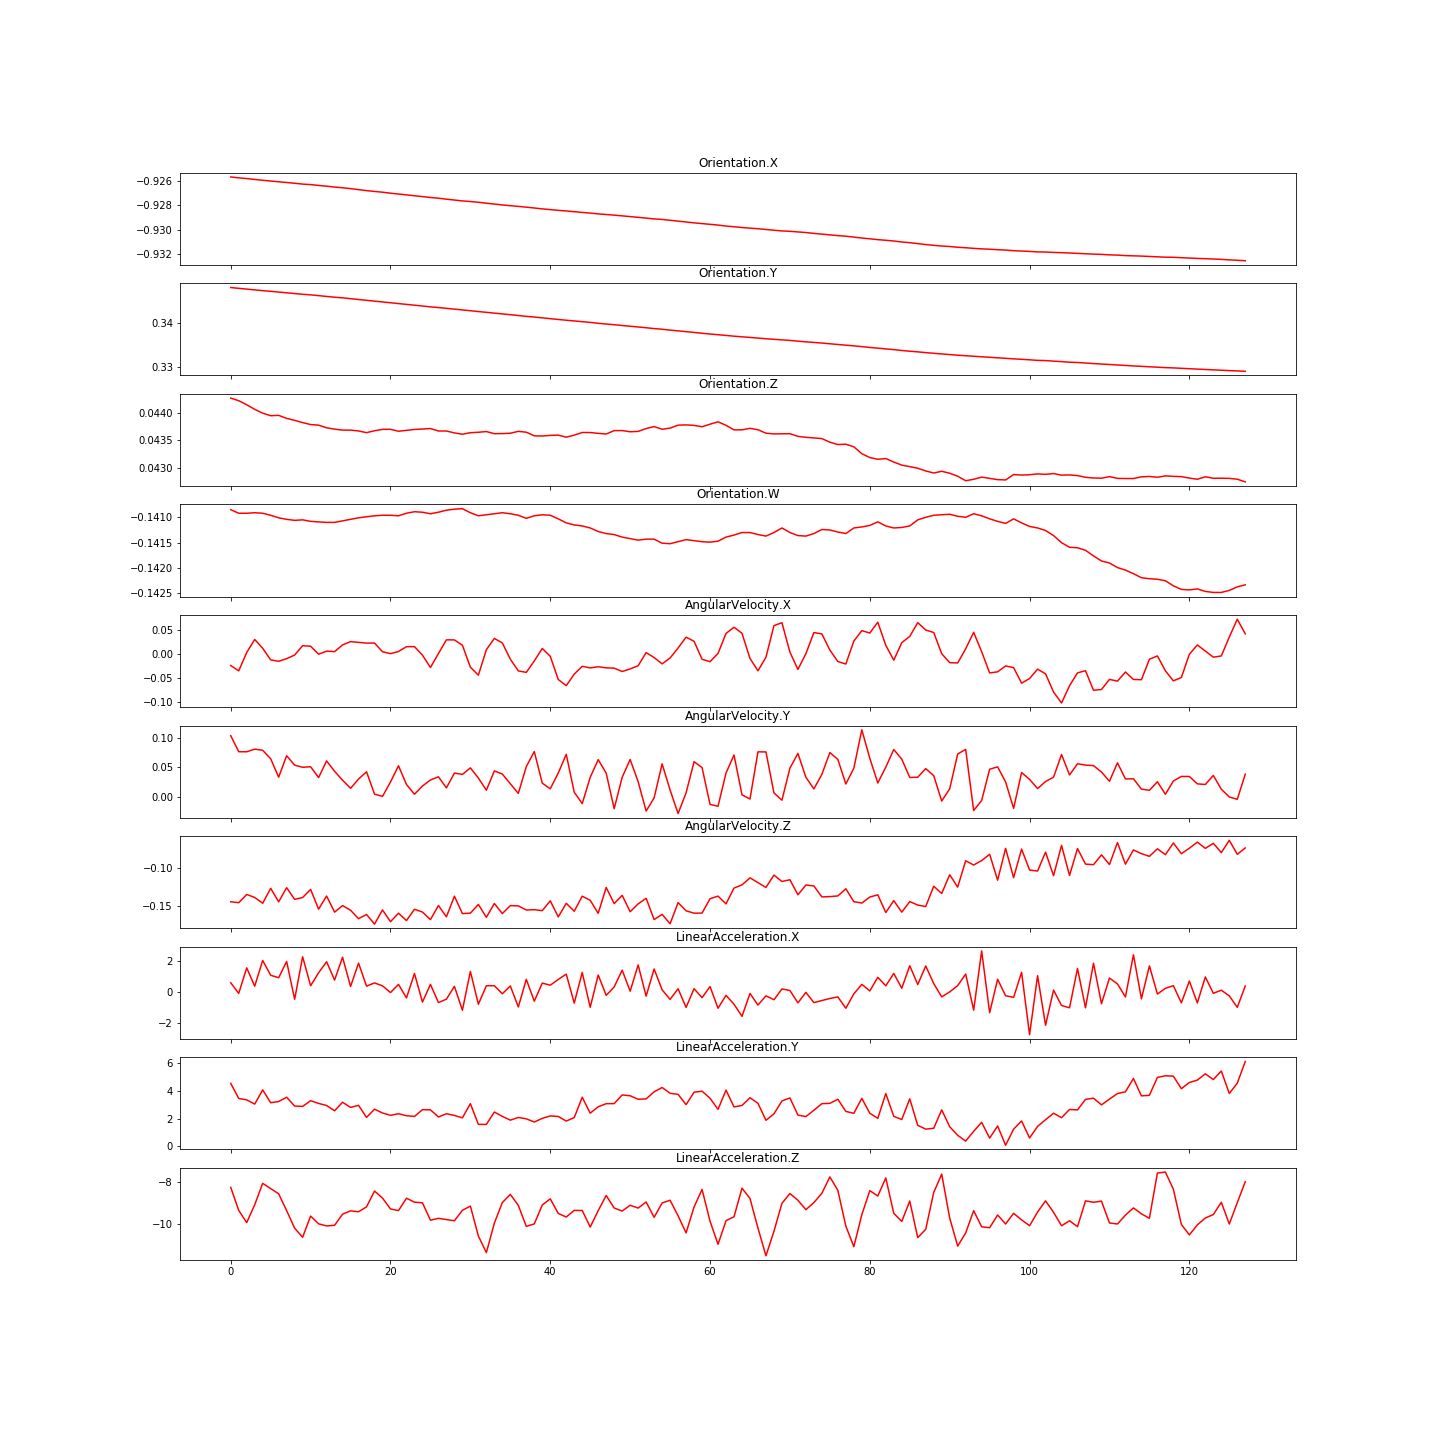 Orientation.X
−0.926
−0.928
−0.930
−0.932
Orientation.Y
0.34
0.33
Orientation.Z
0.0440
0.0435
0.0430
Orientation.W
−0.1410
−0.1415
−0.1420
−0.1425
AngularVelocity.X
0.05
0.00
−0.05
−0.10
AngularVelocity.Y
0.10
0.05
0.00
AngularVelocity.Z
−0.10
−0.15
LinearAcceleration.X
2
0
−2
LinearAcceleration.Y
6
4
2
0
LinearAcceleration.Z
−8
−10
0 20 40 60 80 100 120